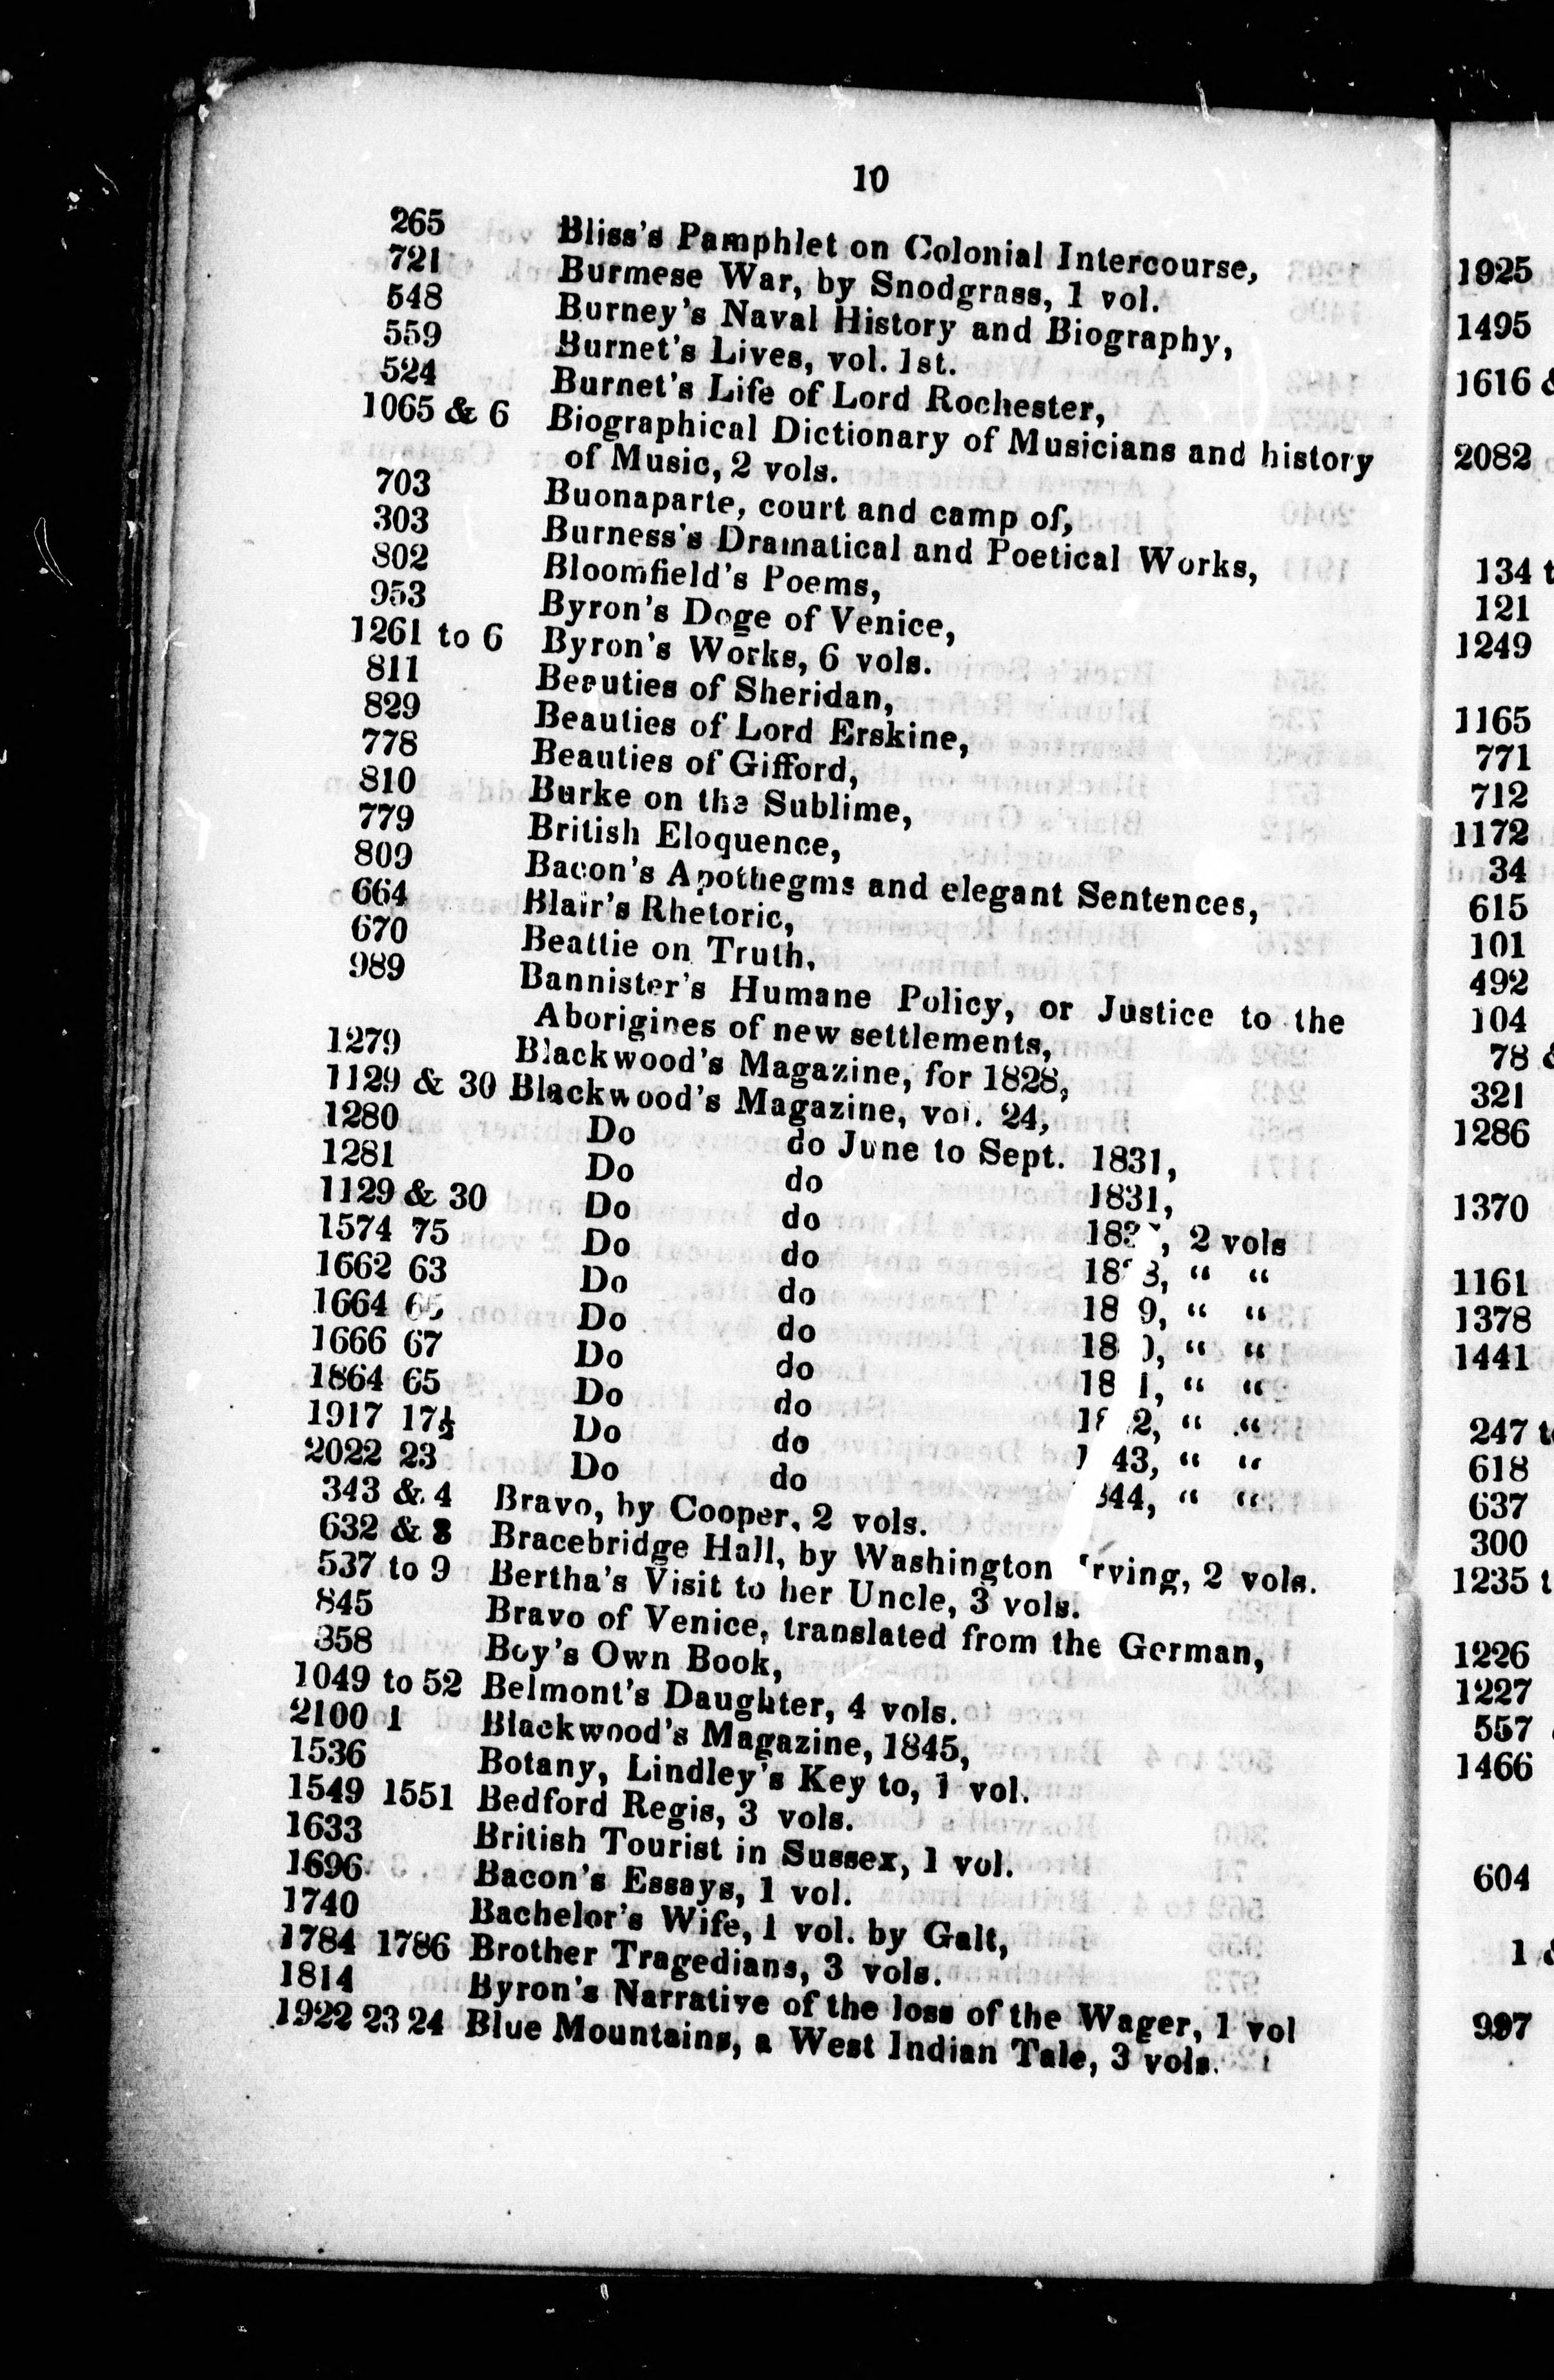 10
265 Bliss's Pamphlet on Colonial Intercourse,
721 Burmese War, by Snodgrass, 1 vol.
548 Burney's Naval History and Biography,
559 Burnet's Lives, vol. 1st.
524 Burnet's Life of Lord Rochester,
1065 & 6 Biographical Dictionary of Musicians and history
of Music, 2 vols.
703 Buonaparte, court and camp of,
303 Burness's Dramatical and Poetical Works,
802 Bloomfield's Poems,
953 Byron's Doge of Venice,
1261 to 6 Byron's Works, 6 vols.
811 Beauties of Sheridan,
829 Beauties of Lord Erskine,
778 Beauties of Gifford,
810 Burke on the Sublime,
779 British Eloquence,
809 Bacon's Apothegms and elegant Sentences,
664 Blair's Rhetoric,
670 Beattie on Truth,
989 Bannister's Humane Policy, or Justice to the
Aborigines of new settlements,
1279 Blackwood's Magazine, for 1828,
1129 & 30 Blackwood's Magazine, vol. 24,
1280 Do do June to Sept. 1831,
1281 Do do 1831,
1129 & 30 Do do 2 vols
1574 75 Do do " "
1662 63 Do do " "
1664 65 Do do " "
1666 67 Do do " "
1864 65 Do do " "
1917 17½ Do do 43, " "
2022 23 Do do 844, " "
343 & 4 Bravo, by Cooper, 2 vols.
632 & 3 Bracebridge Hall, by Washington Irving, 2 vols.
537 to 9 Bertha's Visit to her Uncle, 3 vols.
845 Bravo of Venice, translated from the German,
358 Boy's Own Book,
1049 to 52 Belmont's Daughter, 4 vols.
2100 1 Blackwood's Magazine, 1845,
1536 Botany, Lindley's Key to, 1 vol.
1549 1551 Bedford Regis, 3 vols.
1633 British Tourist in Sussex, 1 vol.
1696 Bacon's Essays, 1 vol.
1740 Bachelor's Wife, 1 vol. by Galt,
1784 1786 Brother Tragedians, 3 vols.
1814 Byron's Narrative of the loss of the Wager, 1 vol
1922 23 24 Blue Mountains, a West Indian Tale, 3 vols.
1925
1495
1616 &
2082
134 t
121
1249
1165
771
712
1172
34
615
101
492
104
78 &
321
1286
1370
1161
1378
1441
247 t
618
637
300
1235 t
1226
1227
557
1466
604
1 &
997